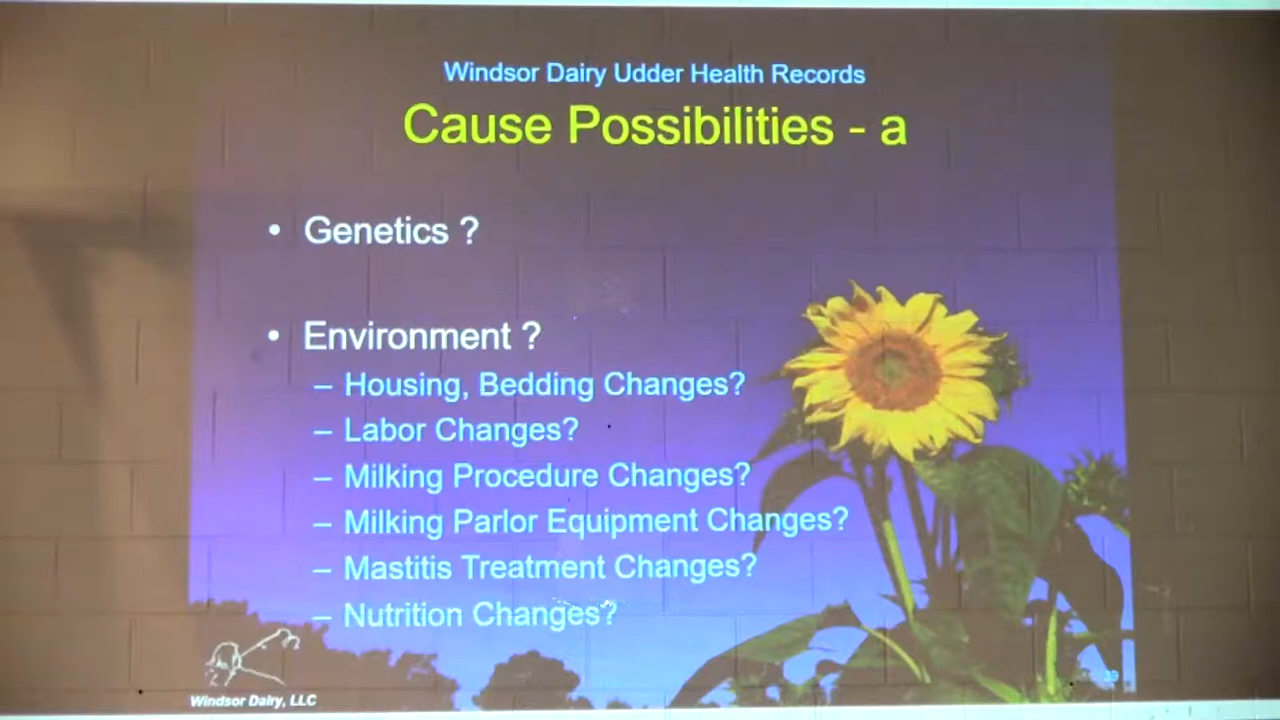 Windsor Dairy Udder Health Records
Cause Possibilities - a
• Genetics ?
• Environment ?
– Housing, Bedding Changes?
– Labor Changes?
– Milking Procedure Changes?
– Milking Parlor Equipment Changes?
– Mastitis Treatment Changes?
– Nutrition Changes?
Windsor Dairy, LLC
39